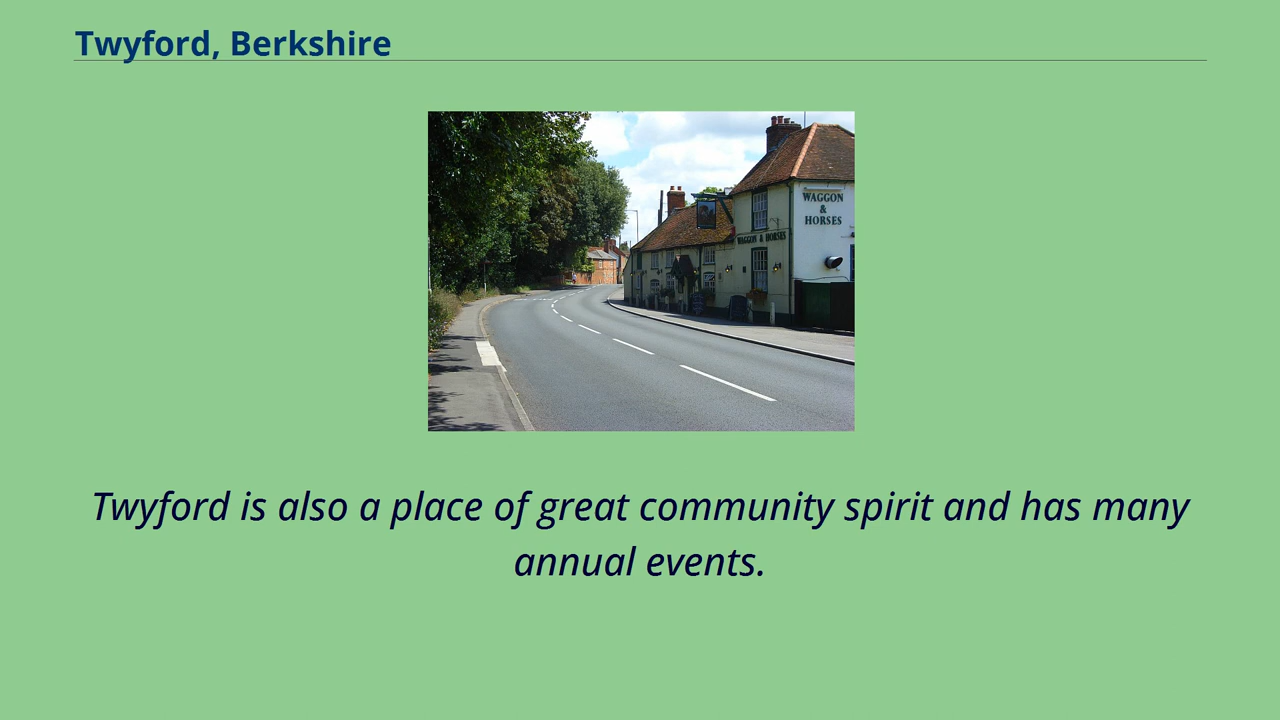 Twyford, Berkshire
WAGGON
&
HORSES
WAGGON & HORSES
Twyford is also a place of great community spirit and has many
annual events.